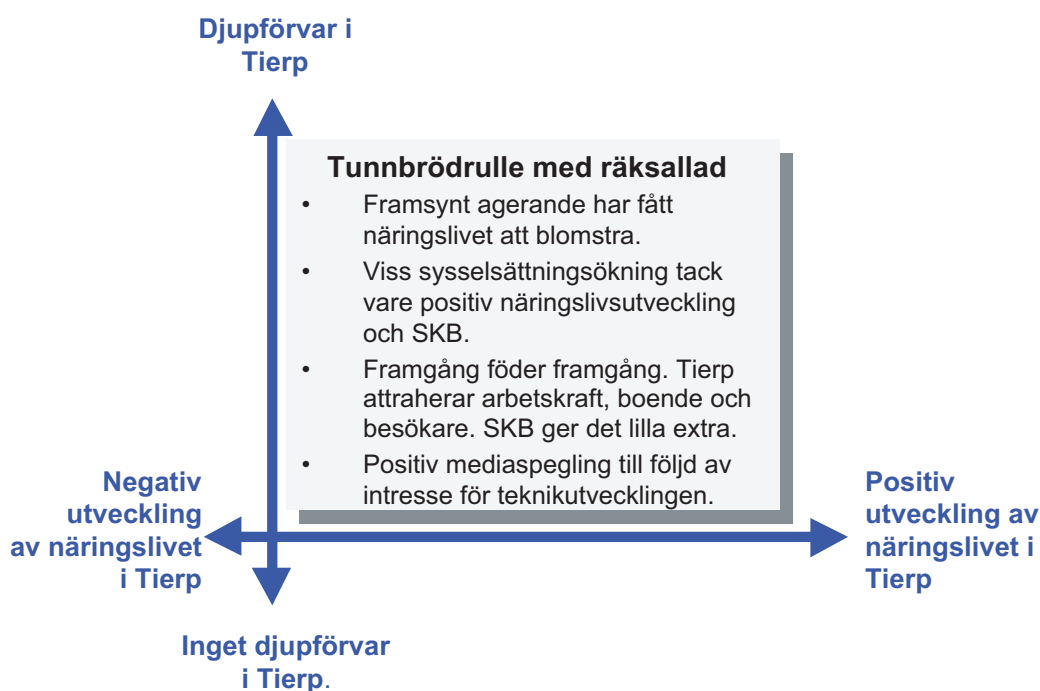 Djupförvar i
Tierp
Tunnbrödrulle med räksallad
• Framsynt agerande har fått
näringslivet att blomstra.
• Viss sysselsättningsökning tack
vare positiv näringslivsutveckling
och SKB.
• Framgång föder framgång. Tierp
attraherar arbetskraft, boende och
besökare. SKB ger det lilla extra.
• Positiv mediaspegling till följd av
intresse för teknikutvecklingen.
Negativ
utveckling
av näringslivet
i Tierp
Positiv
utveckling av
näringslivet i
Tierp
Inget djupförvar
i Tierp.